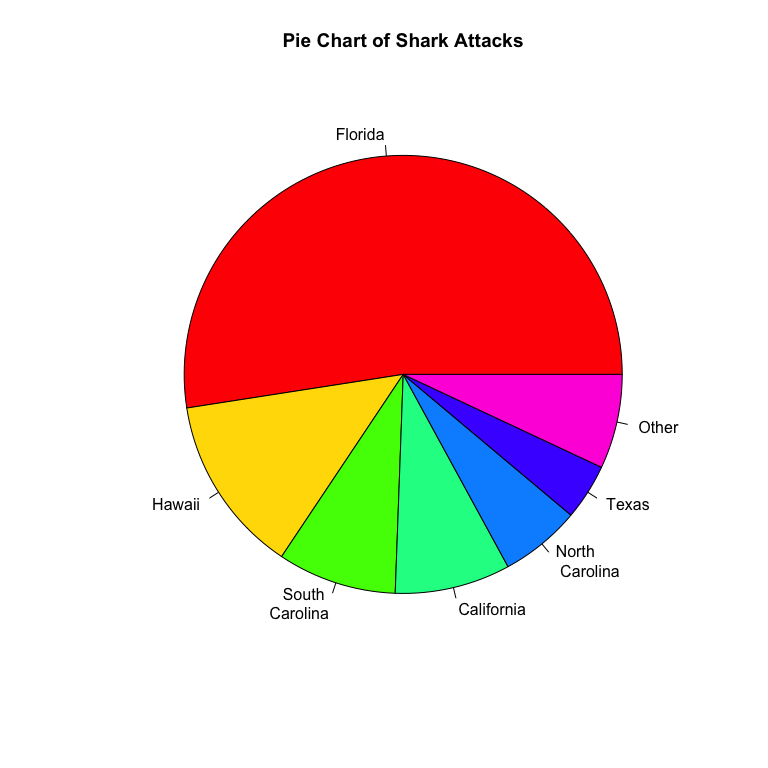 Pie Chart of Shark Attacks
Florida
Hawaii
South
Carolina
California
North
Carolina
Texas
Other